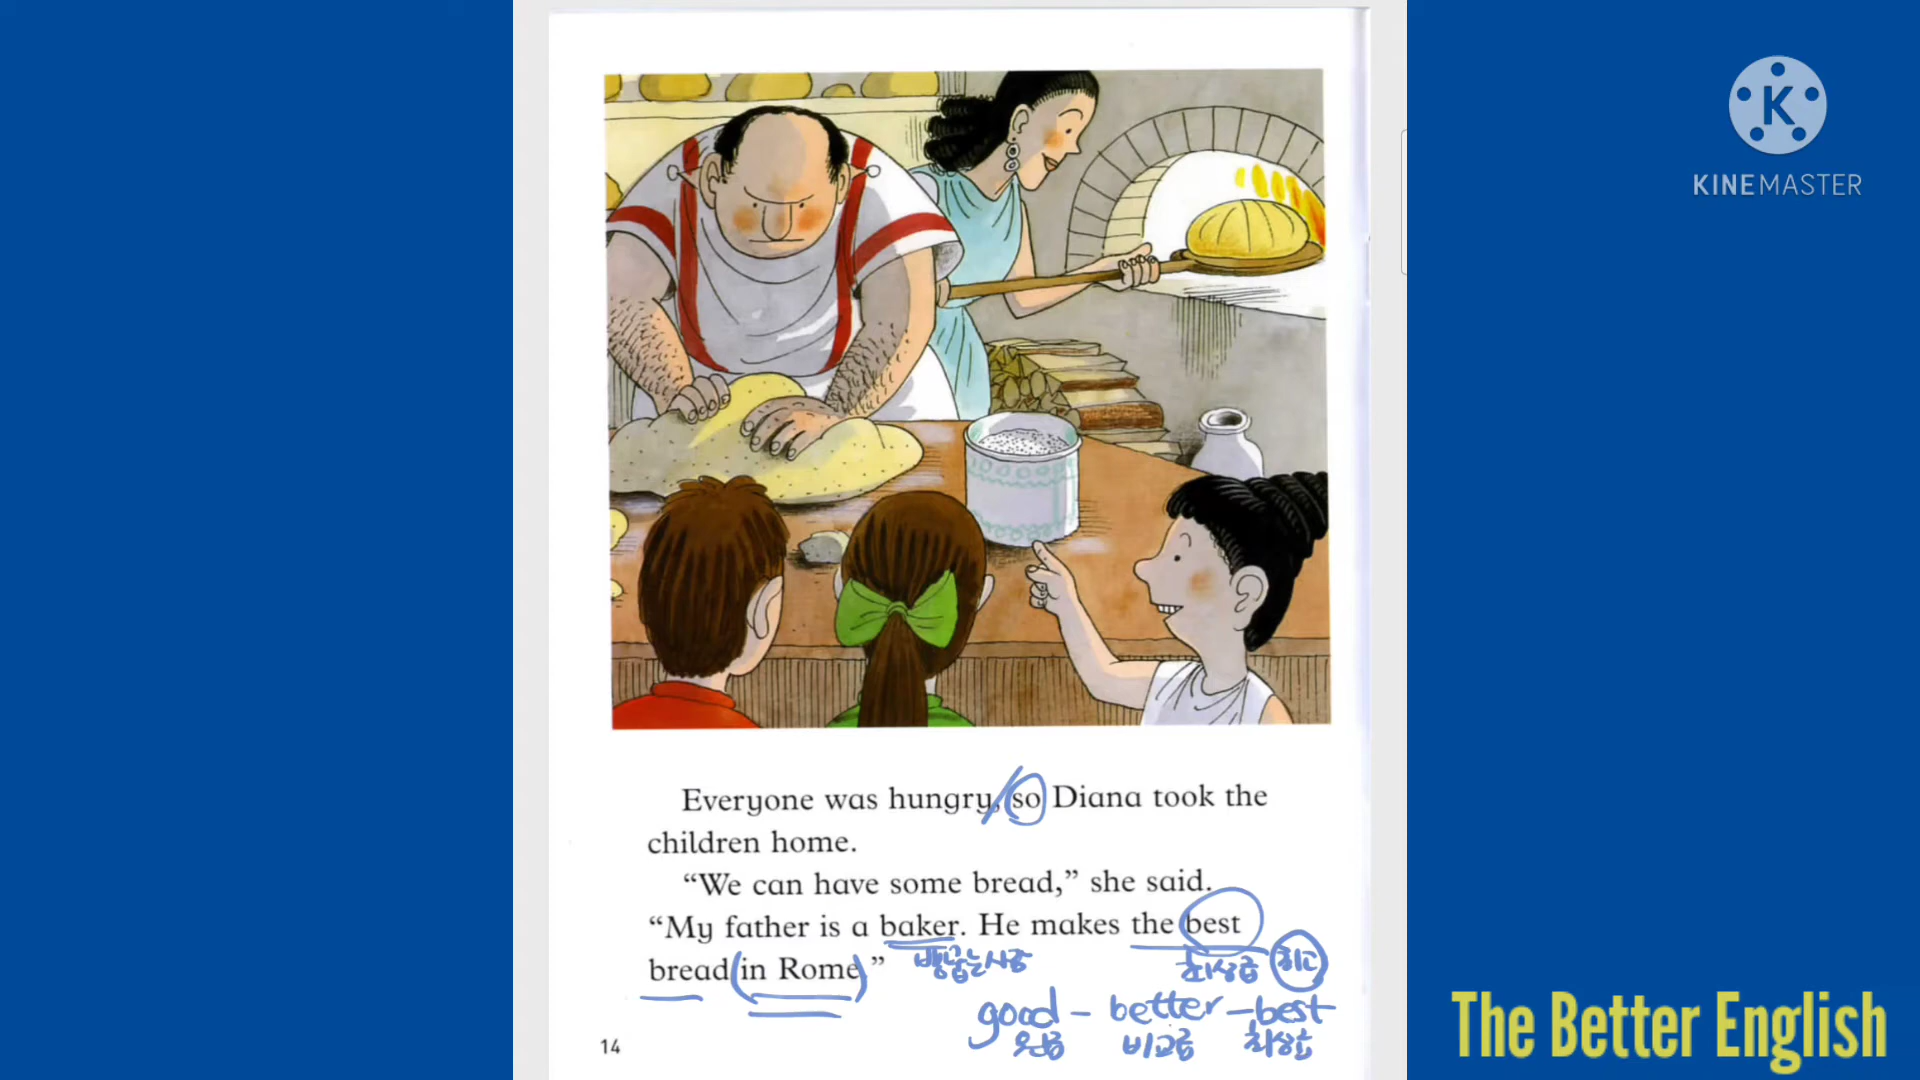 KINEMASTER
Everyone was hungry, so Diana took the
children home.
“We can have some bread,” she said.
“My father is a baker. He makes the best
bread in Rome.”
빵굽는사람
최상급 최고
good – better – best
원급 비교급 최상급
14
The Better English